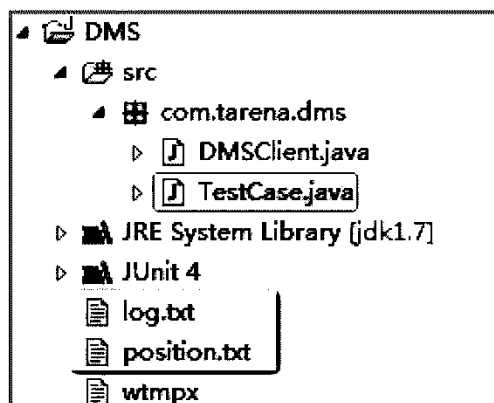 DMS
src
com.tarena.dms
DMSClient.java
TestCase.java
JRE System Library [jdk1.7]
JUnit 4
log.txt
position.txt
wtmpx